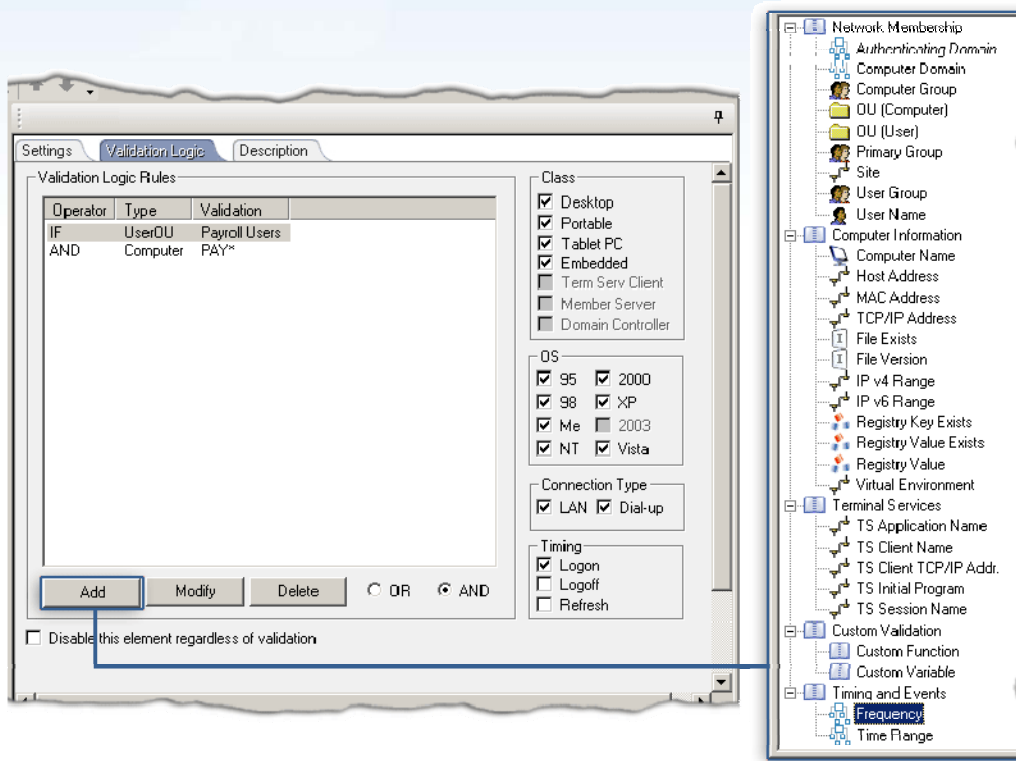 Settings
Validation Logic
Description
Validation Logic Rules
Operator Type Validation
IF UserOU Payroll Users
AND Computer PAY*
Add
Modify
Delete
OR
AND
Disable this element regardless of validation
Class
Desktop
Portable
Tablet PC
Embedded
Term Serv Client
Member Server
Domain Controller
OS
95 2000
98 XP
Me 2003
NT Vista
Connection Type
LAN Dial-up
Timing
Logon
Logoff
Refresh
Network Membership
Authenticating Domain
Computer Domain
Computer Group
OU (Computer)
OU (User)
Primary Group
Site
User Group
User Name
Computer Information
Computer Name
Host Address
MAC Address
TCP/IP Address
File Exists
File Version
IP v4 Range
IP v6 Range
Registry Key Exists
Registry Value Exists
Registry Value
Virtual Environment
Terminal Services
TS Application Name
TS Client Name
TS Client TCP/IP Addr.
TS Initial Program
TS Session Name
Custom Validation
Custom Function
Custom Variable
Timing and Events
Frequency
Time Range